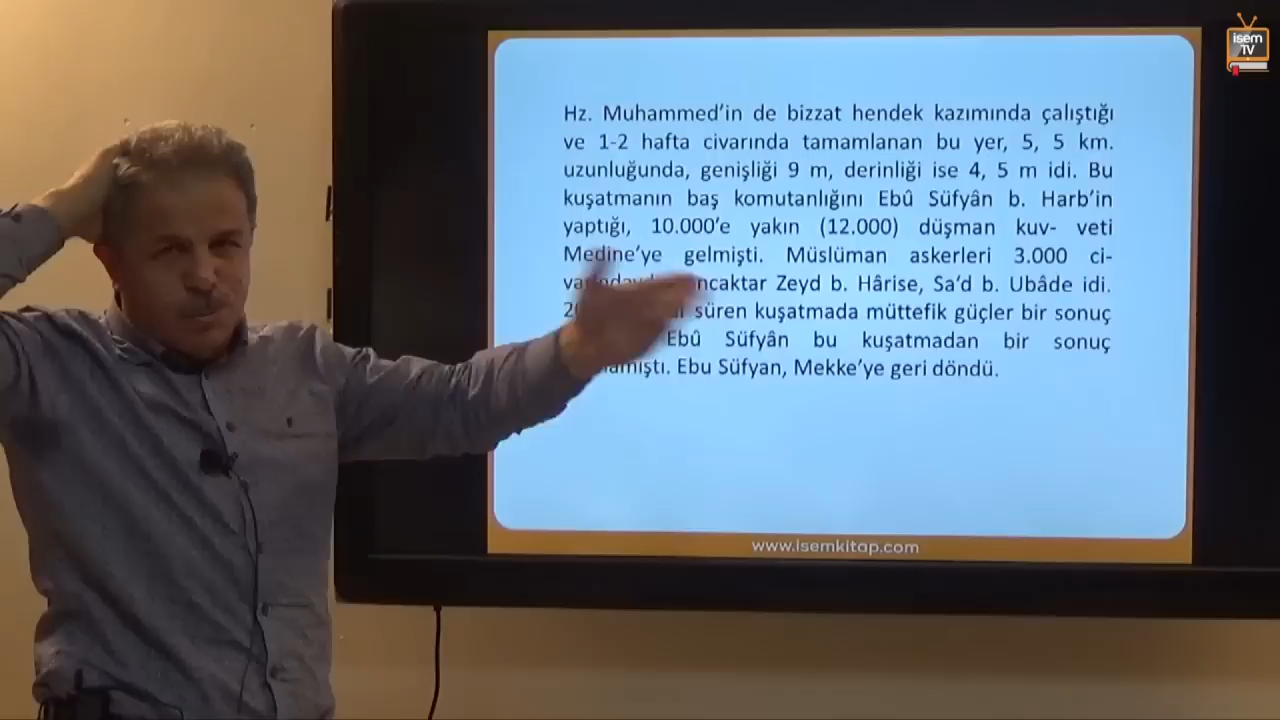 isem
TV
Hz. Muhammed'in de bizzat hendek kazımında çalıştığı
ve 1-2 hafta civarında tamamlanan bu yer, 5, 5 km.
uzunluğunda, genişliği 9 m, derinliği ise 4, 5 m idi. Bu
kuşatmanın baş komutanlığını Ebû Süfyân b. Harb'in
yaptığı, 10.000'e yakın (12.000) düşman kuv- veti
Medine'ye gelmişti. Müslüman askerleri 3.000 ci-
Zeyd b. Hârise, Sa'd b. Ubâde idi.
süren kuşatmada müttefik güçler bir sonuç
Ebû Süfyân bu kuşatmadan bir sonuç
Ebu Süfyan, Mekke'ye geri döndü.
www.isemkitap.com